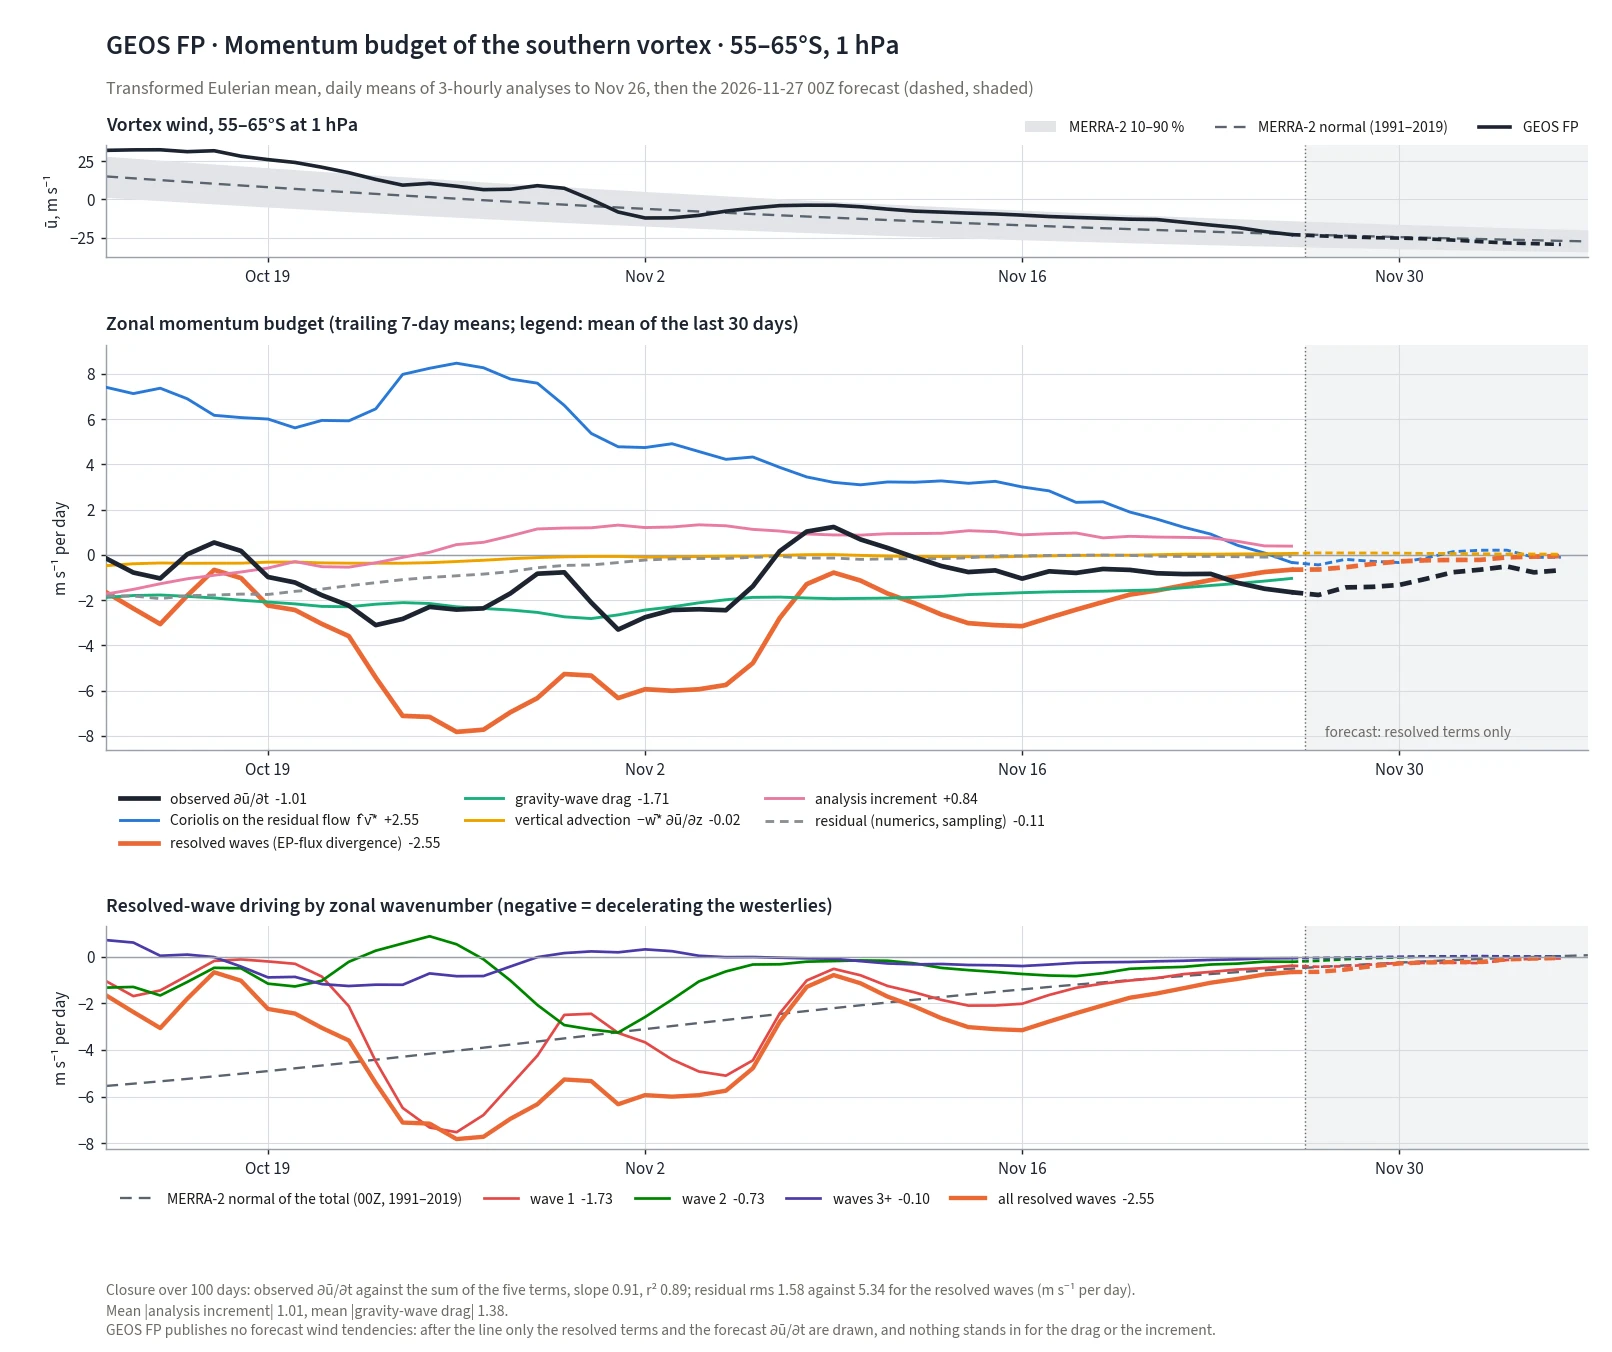 GEOS FP · Momentum budget of the southern vortex · 55–65°S, 1 hPa
Transformed Eulerian mean, daily means of 3-hourly analyses to Nov 26, then the 2026-11-27 00Z forecast (dashed, shaded)
Vortex wind, 55–65°S at 1 hPa
MERRA-2 10–90 %
MERRA-2 normal (1991–2019)
GEOS FP
ū, m s⁻¹
25
0
−25
Oct 19
Nov 2
Nov 16
Nov 30
Zonal momentum budget (trailing 7-day means; legend: mean of the last 30 days)
m s⁻¹ per day
8
6
4
2
0
−2
−4
−6
−8
forecast: resolved terms only
Oct 19
Nov 2
Nov 16
Nov 30
observed ∂ū/∂t -1.01
Coriolis on the residual flow f v̄* +2.55
resolved waves (EP-flux divergence) -2.55
gravity-wave drag -1.71
vertical advection −w̄* ∂ū/∂z -0.02
analysis increment +0.84
residual (numerics, sampling) -0.11
Resolved-wave driving by zonal wavenumber (negative = decelerating the westerlies)
m s⁻¹ per day
0
−2
−4
−6
−8
Oct 19
Nov 2
Nov 16
Nov 30
MERRA-2 normal of the total (00Z, 1991–2019)
wave 1 -1.73
wave 2 -0.73
waves 3+ -0.10
all resolved waves -2.55
Closure over 100 days: observed ∂ū/∂t against the sum of the five terms, slope 0.91, r² 0.89; residual rms 1.58 against 5.34 for the resolved waves (m s⁻¹ per day).
Mean |analysis increment| 1.01, mean |gravity-wave drag| 1.38.
GEOS FP publishes no forecast wind tendencies: after the line only the resolved terms and the forecast ∂ū/∂t are drawn, and nothing stands in for the drag or the increment.